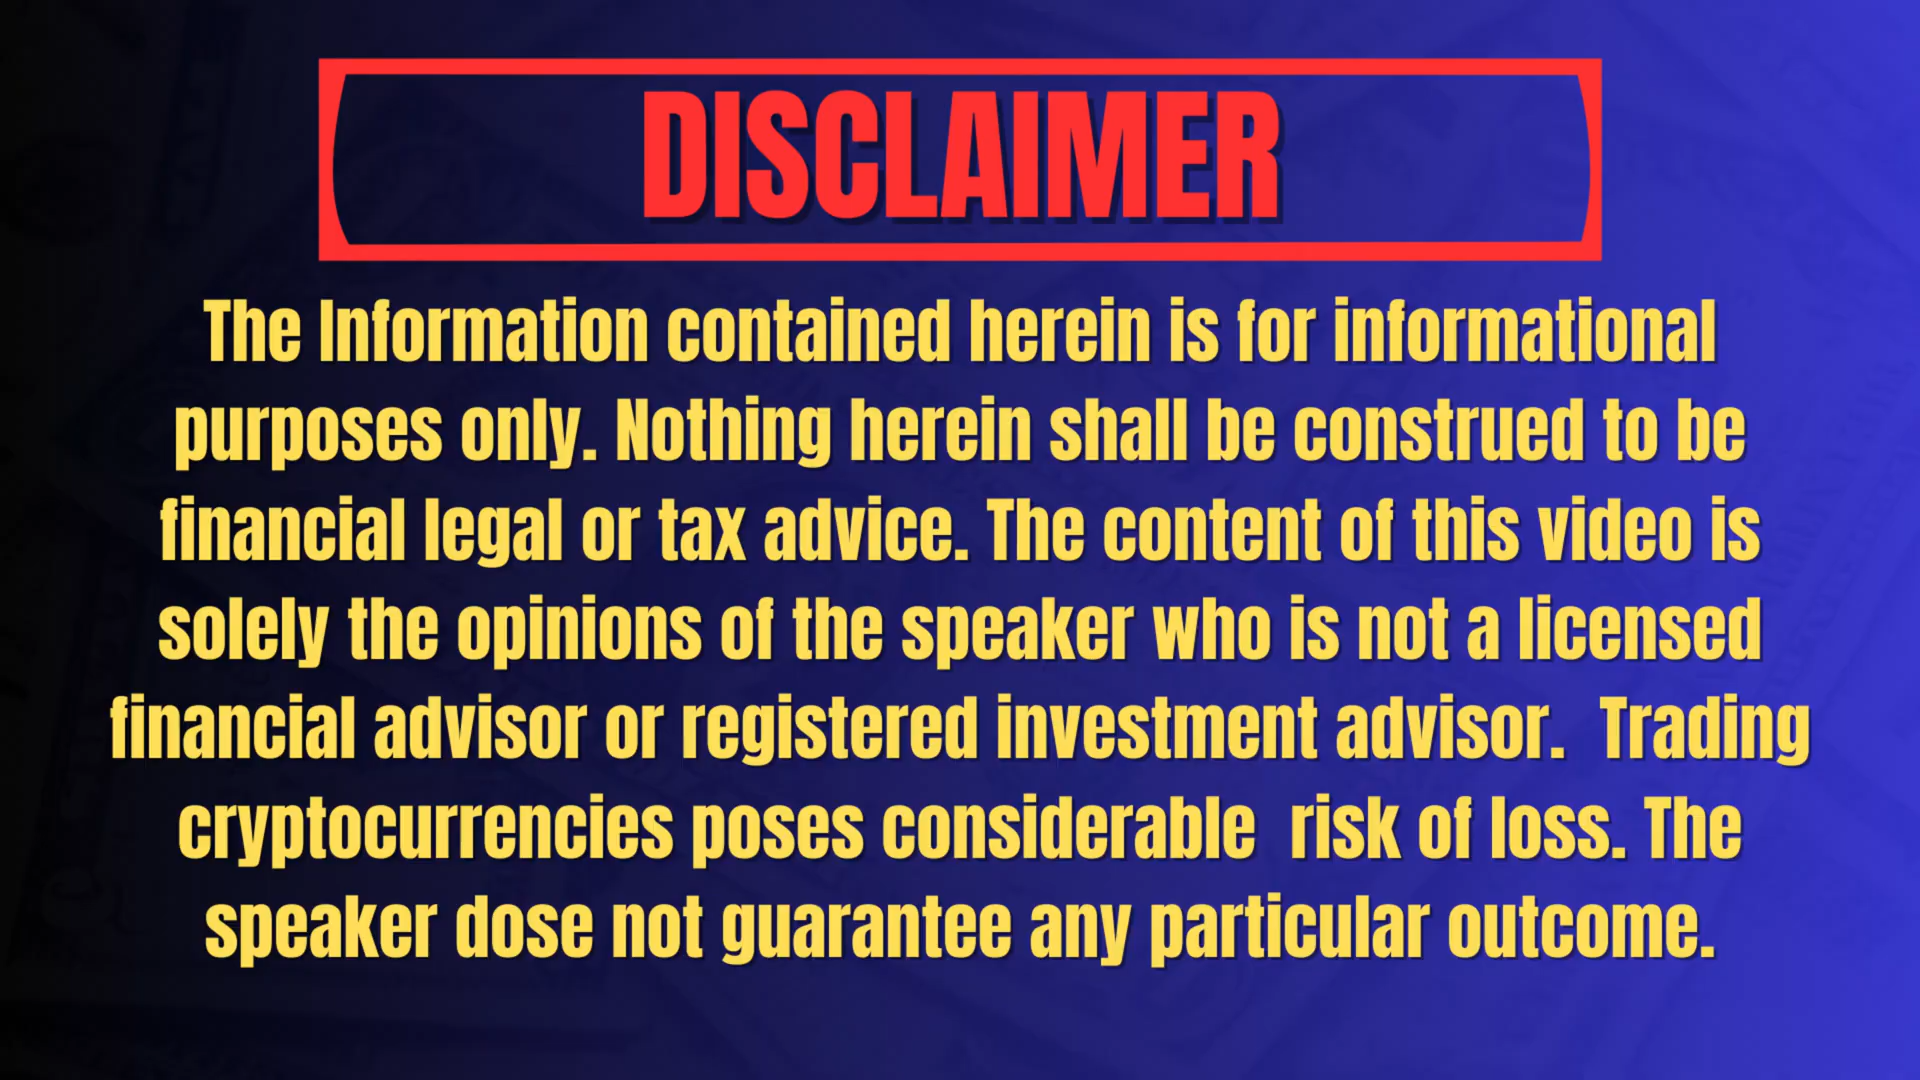 DISCLAIMER
The Information contained herein is for informational
purposes only. Nothing herein shall be construed to be
financial legal or tax advice. The content of this video is
solely the opinions of the speaker who is not a licensed
financial advisor or registered investment advisor.  Trading
cryptocurrencies poses considerable  risk of loss. The
speaker dose not guarantee any particular outcome.